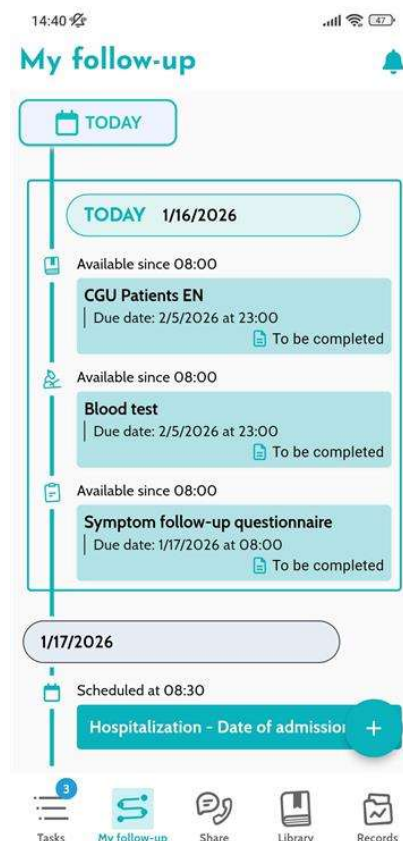 14:40
47
My follow-up
TODAY
TODAY 1/16/2026
Available since 08:00
CGU Patients EN
Due date: 2/5/2026 at 23:00
To be completed
Available since 08:00
Blood test
Due date: 2/5/2026 at 23:00
To be completed
Available since 08:00
Symptom follow-up questionnaire
Due date: 1/17/2026 at 08:00
To be completed
1/17/2026
Scheduled at 08:30
Hospitalization - Date of admission
+
3
Tasks My follow-up Share Library Records